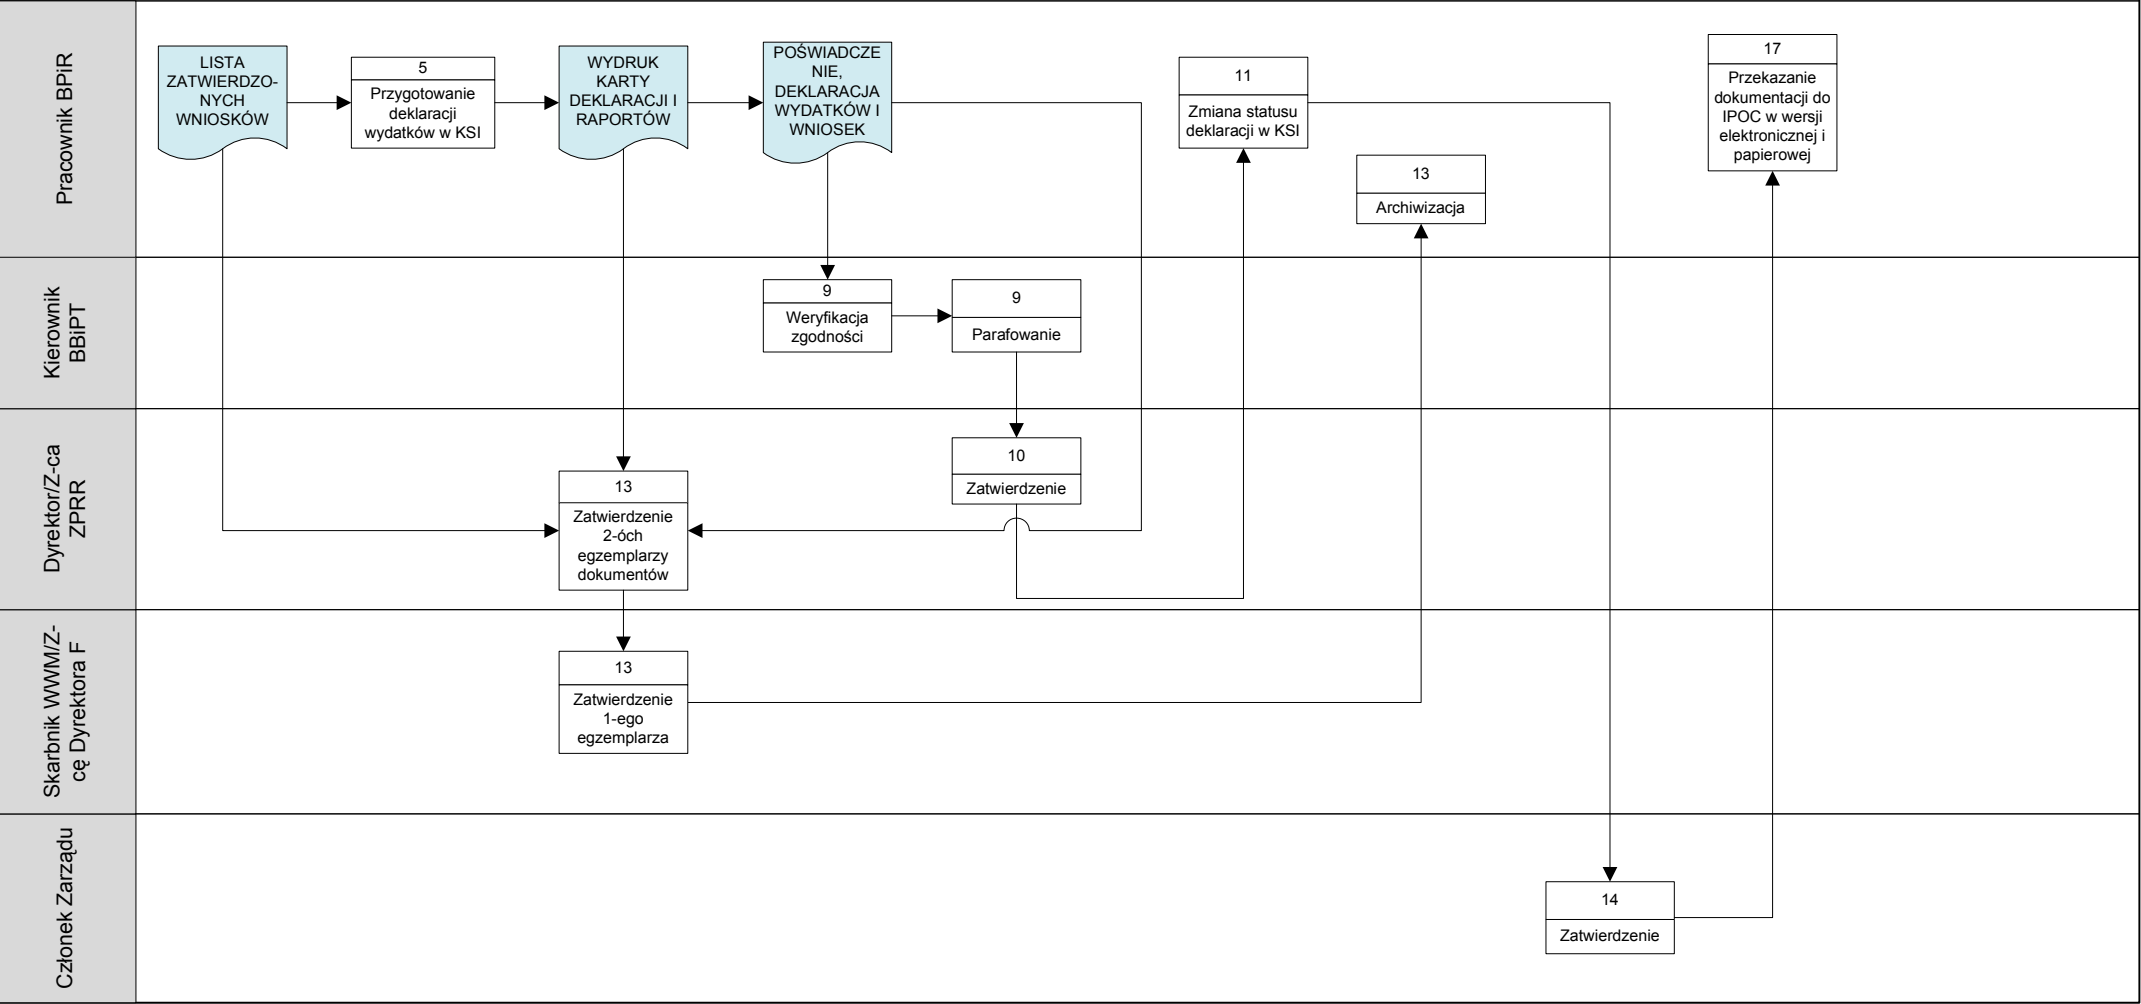 Pracownik BPiR
LISTA
ZATWIERDZO-
NYCH
WNIOSKÓW
5
Przygotowanie
deklaracji
wydatków w KSI
WYDRUK
KARTY
DEKLARACJI I
RAPORTÓW
POŚWIADCZE
NIE,
DEKLARACJA
WYDATKÓW I
WNIOSEK
11
Zmiana statusu
deklaracji w KSI
13
Archiwizacja
17
Przekazanie
dokumentacji do
IPOC w wersji
elektronicznej i
papierowej
Kierownik
BBiPT
9
Weryfikacja
zgodności
9
Parafowanie
Dyrektor/Z-ca
ZPRR
13
Zatwierdzenie
2-óch
egzemplarzy
dokumentów
10
Zatwierdzenie
Skarbnik WWM/Z-
cę Dyrektora F
13
Zatwierdzenie
1-ego
egzemplarza
Członek Zarządu
14
Zatwierdzenie